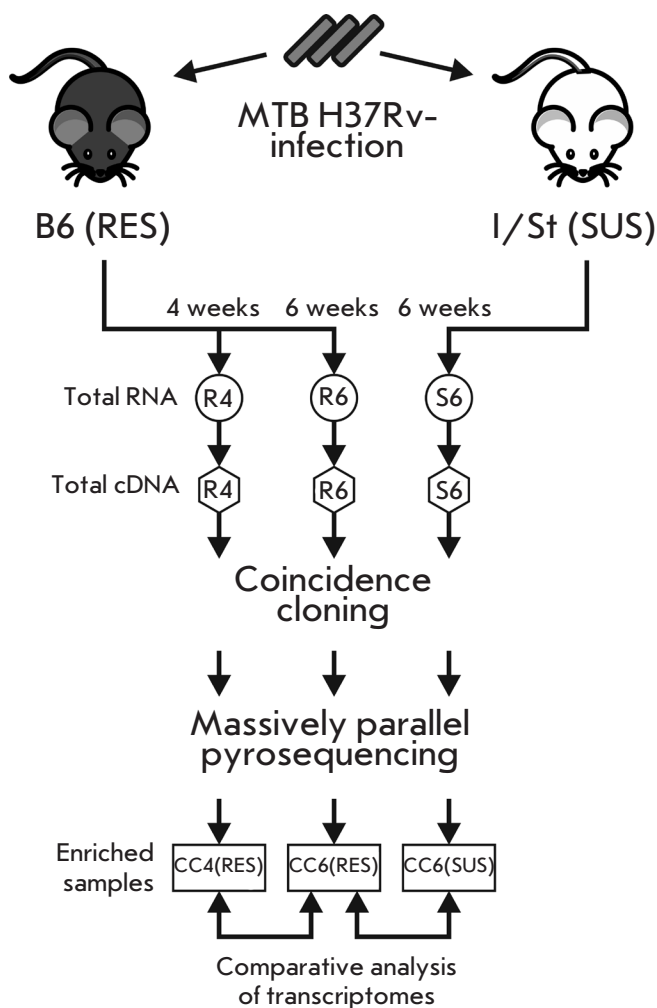 MTB H37Rv-
infection
B6 (RES)
I/St (SUS)
4 weeks 6 weeks 6 weeks
Total RNA R4 R6 S6
Total cDNA R4 R6 S6
Coincidence
cloning
Massively parallel
pyrosequencing
Enriched
samples
CC4(RES) CC6(RES) CC6(SUS)
Comparative analysis
of transcriptomes